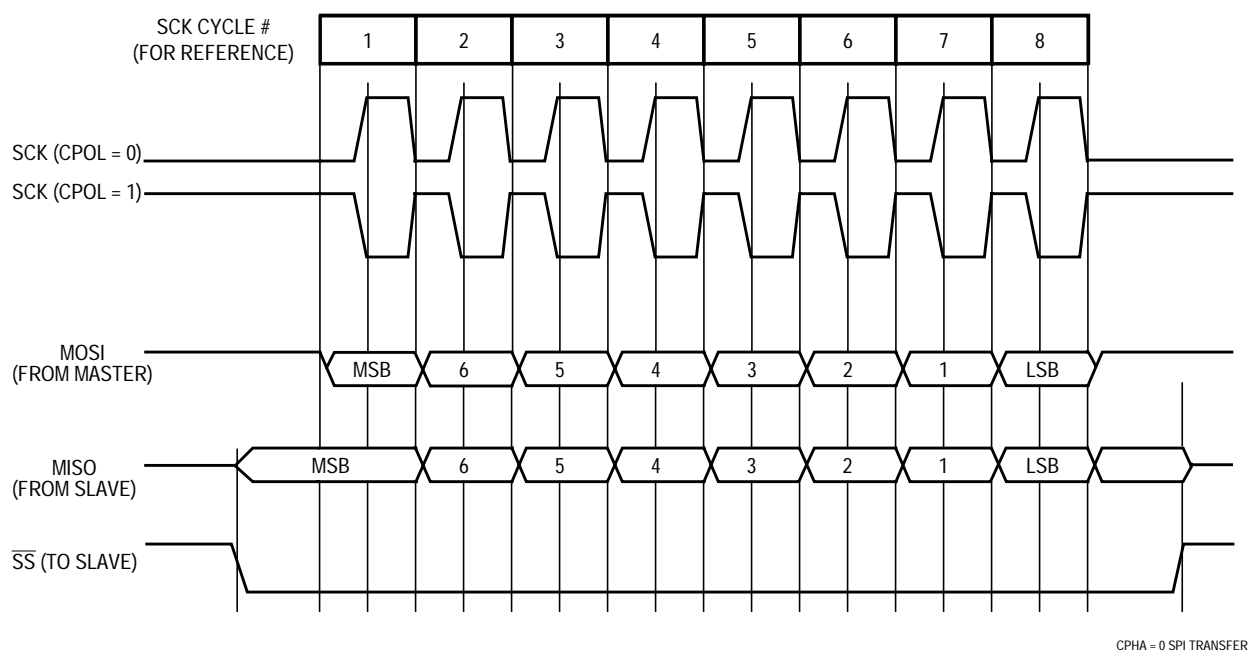 SCK CYCLE #
(FOR REFERENCE)
1 2 3 4 5 6 7 8
SCK (CPOL = 0)
SCK (CPOL = 1)
MOSI
(FROM MASTER)
MSB 6 5 4 3 2 1 LSB
MISO
(FROM SLAVE)
MSB 6 5 4 3 2 1 LSB
S̅S̅ (TO SLAVE)
CPHA = 0 SPI TRANSFER